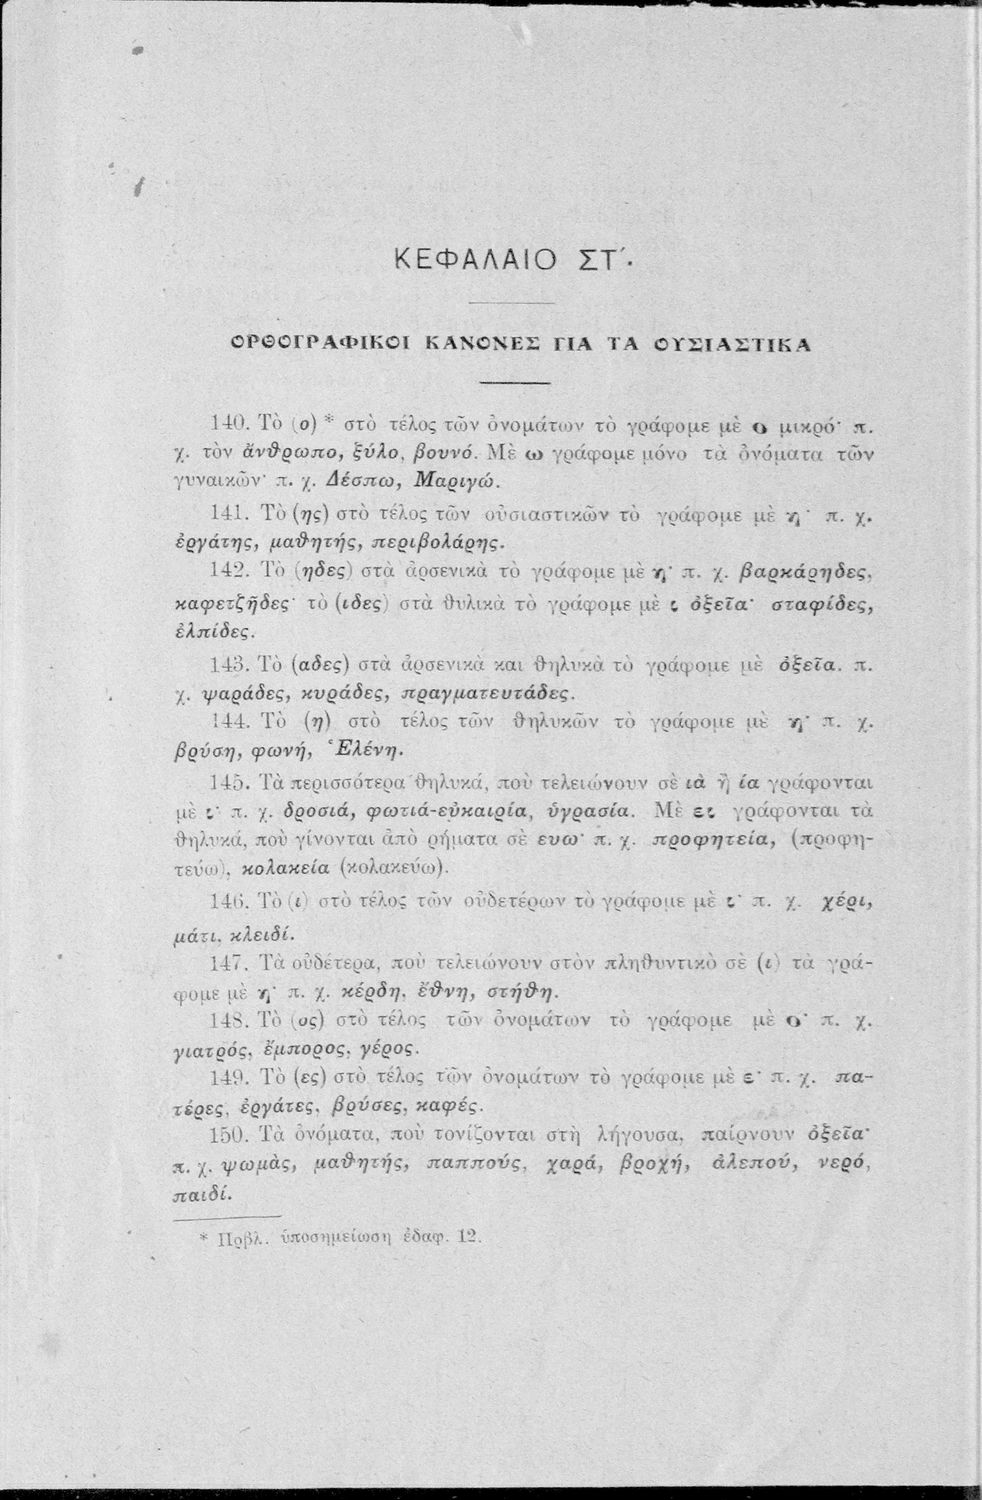 ΚΕΦΑΛΑΙΟ ΣΤ΄.
ΟΡΘΟΓΡΑΦΙΚΟΙ ΚΑΝΟΝΕΣ ΓΙΑ ΤΑ ΟΥΣΙΑΣΤΙΚΑ
140. Τὸ (ο) * στὸ τέλος τῶν ὀνομάτων τὸ γράφομε μὲ ο μικρό· π.
χ. τὸν ἄνθρωπο, ξύλο, βουνό. Μὲ ω γράφομε μόνο τὰ ὀνόματα τῶν
γυναικῶν· π. χ. Δέσπω, Μαριγώ.
141. Τὸ (ης) στὸ τέλος τῶν οὐσιαστικῶν τὸ γράφομε μὲ η· π. χ.
ἐργάτης, μαθητής, περιβολάρης.
142. Τὸ (ηδες) στὰ ἀρσενικὰ τὸ γράφομε μὲ η· π. χ. βαρκάρηδες,
καφετζῆδες· τὸ (ιδες) στὰ θυλικὰ τὸ γράφομε μὲ ι ὀξεῖα· σταφίδες,
ἐλπίδες.
143. Τὸ (αδες) στὰ ἀρσενικὰ και θηλυκὰ τὸ γράφομε μὲ ὀξεῖα. π.
χ. ψαράδες, κυράδες, πραγματευτάδες.
144. Τὸ (η) στὸ τέλος τῶν θηλυκῶν τὸ γράφομε μὲ η· π. χ.
βρύση, φωνή, Ἑλένη.
145. Τὰ περισσότερα θηλυκά, ποὺ τελειώνουν σὲ ιὰ ἢ ία γράφονται
μὲ ι· π. χ. δροσιά, φωτιά-εὐκαιρία, ὑγρασία. Μὲ ει γράφονται τὰ
θηλυκά, ποὺ γίνονται ἀπὸ ρήματα σὲ ευω· π. χ. προφητεία, (προφη-
τεύω), κολακεία (κολακεύω).
146. Τὸ (ι) στὸ τέλος τῶν οὐδετέρων τὸ γράφομε μὲ ι· π. χ. χέρι,
μάτι, κλειδί.
147. Τὰ οὐδέτερα, ποὺ τελειώνουν στὸν πληθυντικὸ σὲ (ι) τὰ γρά-
φομε μὲ η· π. χ. κέρδη, ἔθνη, στήθη.
148. Τὸ (ος) στὸ τέλος τῶν ὀνομάτων τὸ γράφομε μὲ ο· π. χ.
γιατρός, ἔμπορος, γέρος.
149. Τὸ (ες) στὸ τέλος τῶν ὀνομάτων τὸ γράφομε μὲ ε· π. χ. πα-
τέρες, ἐργάτες, βρύσες, καφές.
150. Τὰ ὀνόματα, ποὺ τονίζονται στὴ λήγουσα, παίρνουν ὀξεῖα·
π. χ. ψωμὰς, μαθητής, παππούς, χαρά, βροχή, ἀλεπού, νερό,
παιδί.
* Πρβλ. ὑποσημείωση ἐδαφ. 12.